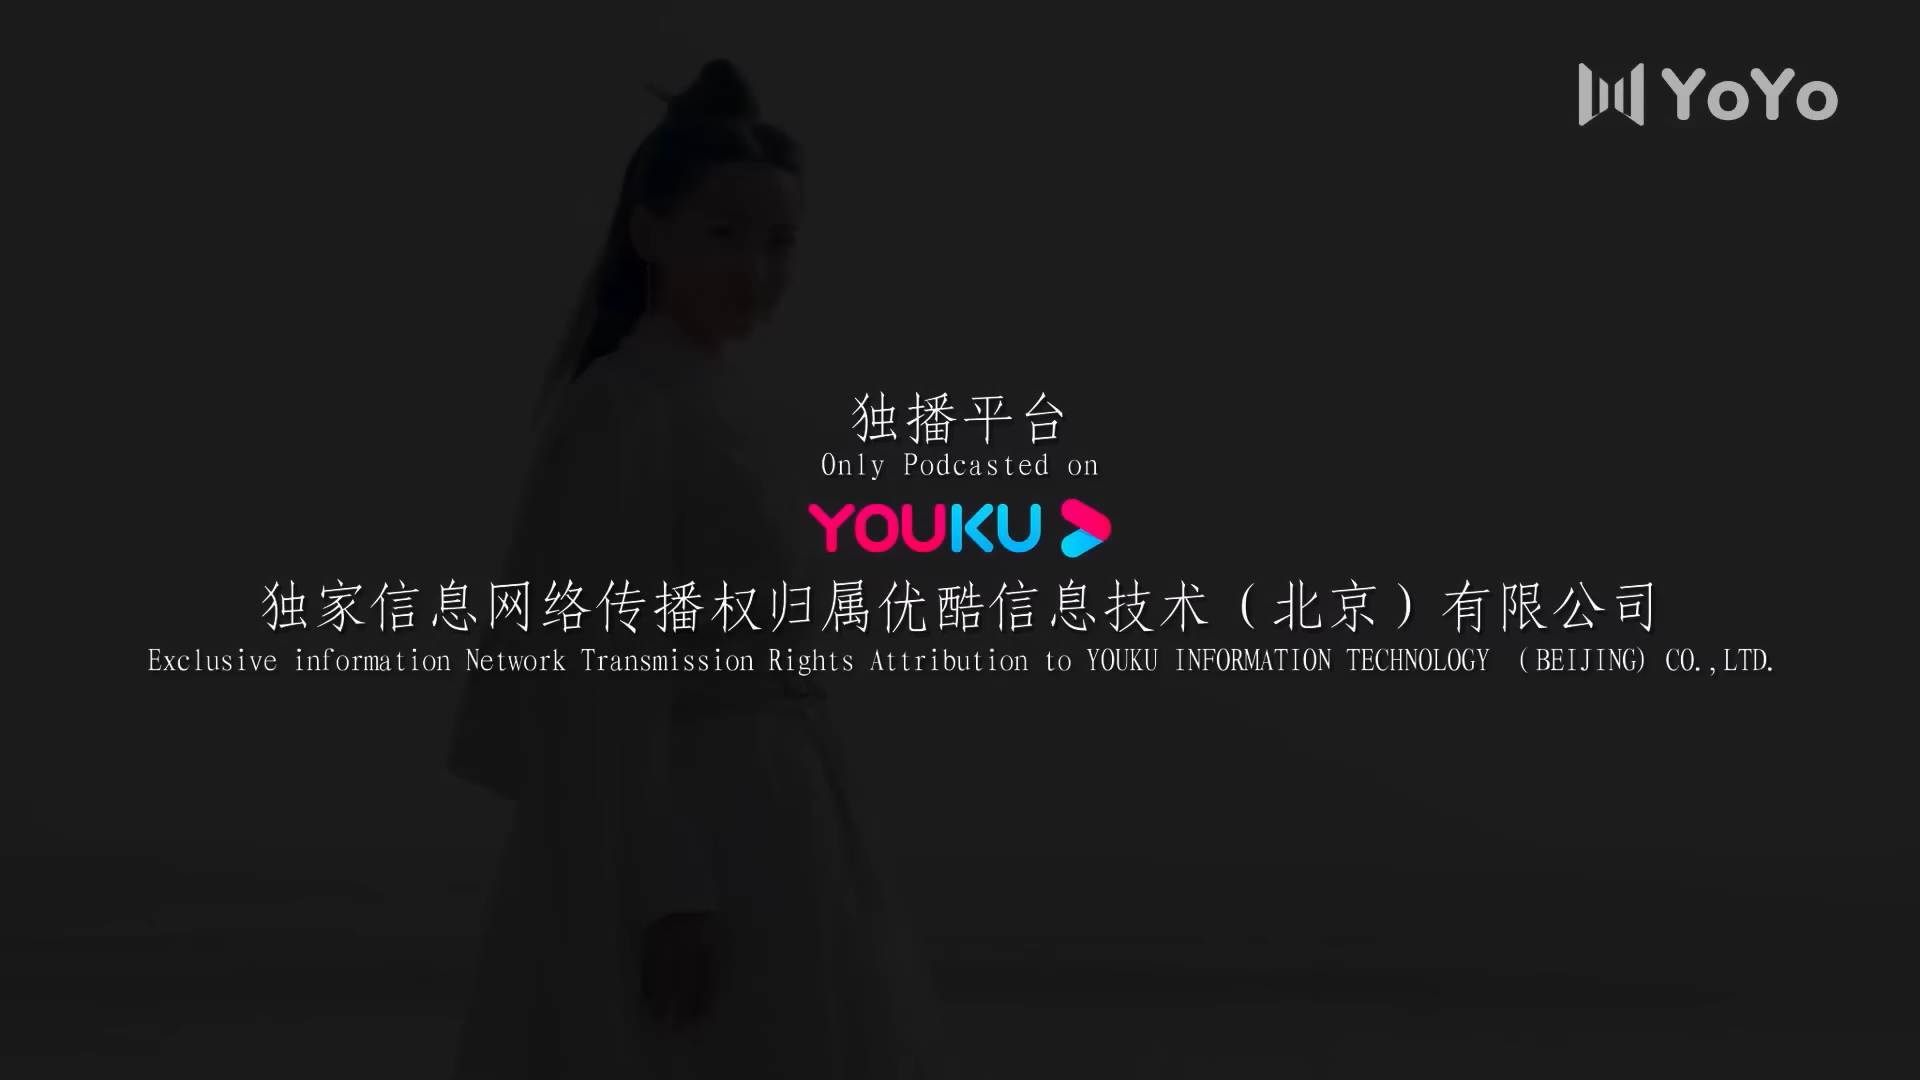 YoYo
独播平台
Only Podcasted on
YOUKU
独家信息网络传播权归属优酷信息技术（北京）有限公司
Exclusive information Network Transmission Rights Attribution to YOUKU INFORMATION TECHNOLOGY （BEIJING) CO.,LTD.